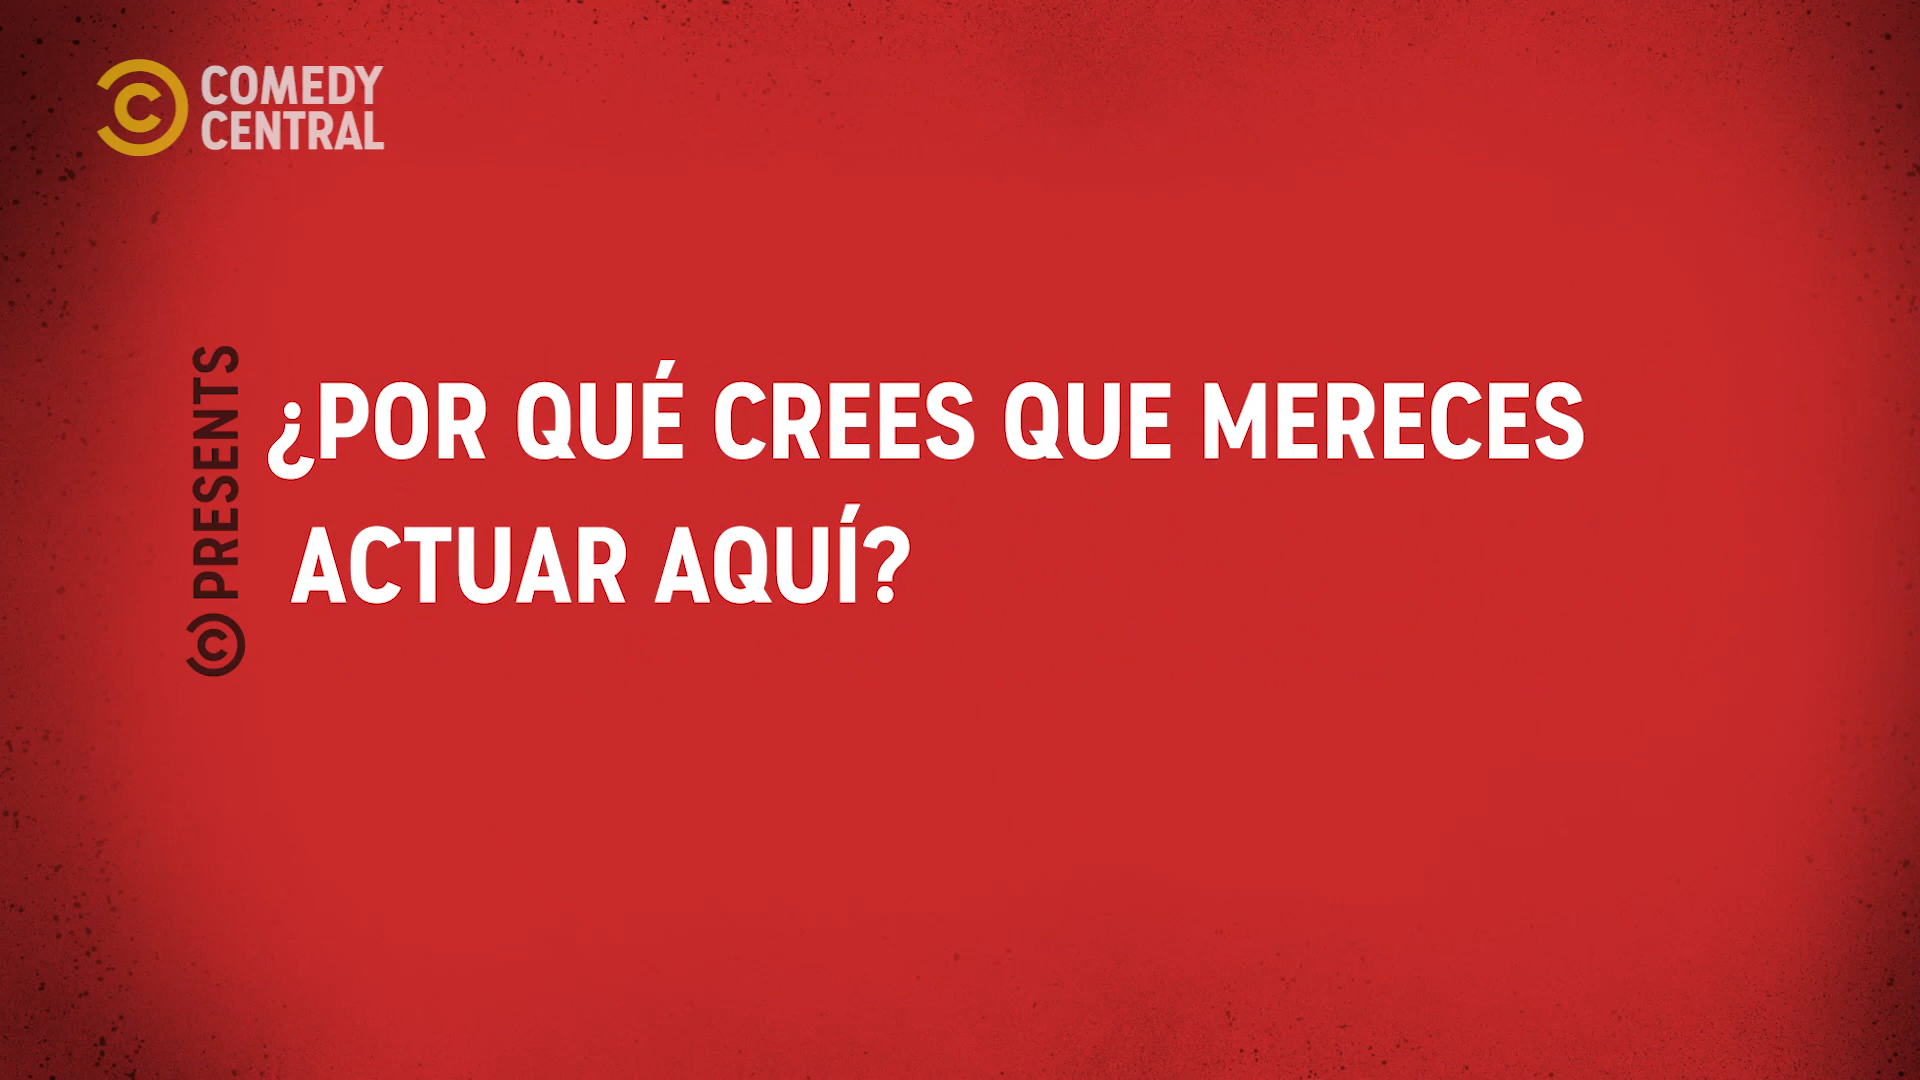 COMEDY
CENTRAL
PRESENTS
¿POR QUÉ CREES QUE MERECES
ACTUAR AQUÍ?